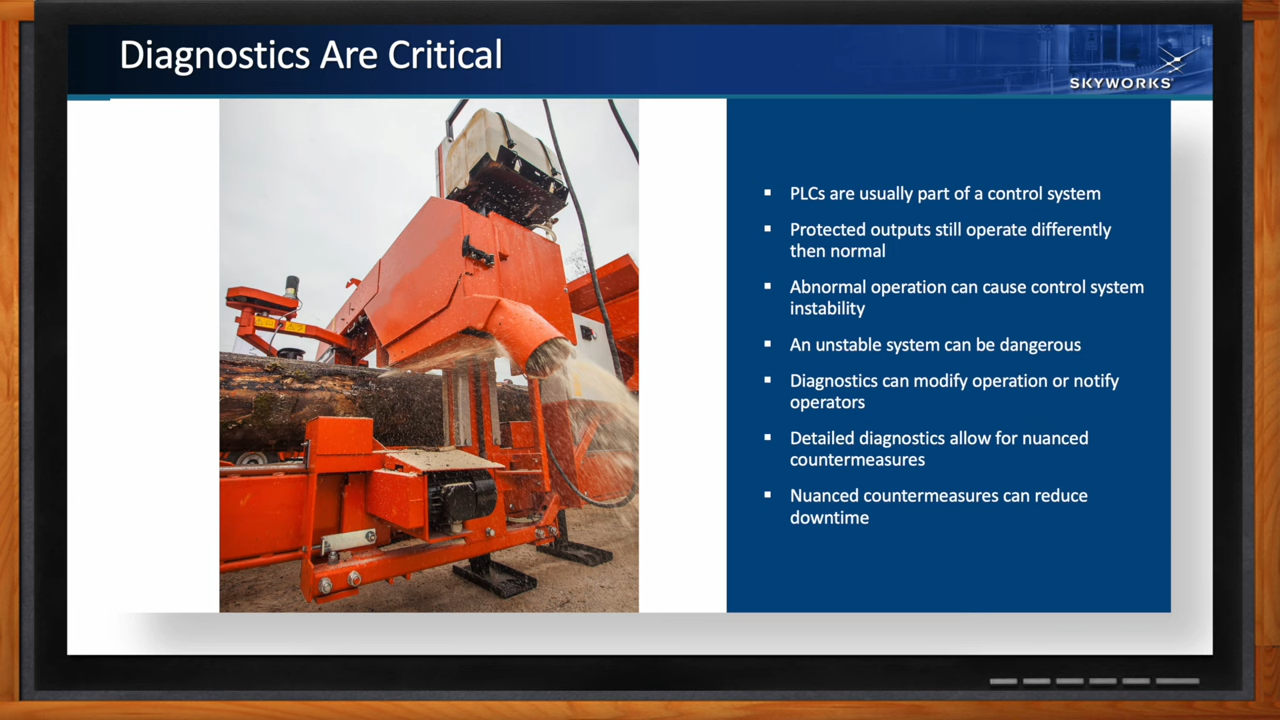 Diagnostics Are Critical
SKYWORKS
▪ PLCs are usually part of a control system
▪ Protected outputs still operate differently
then normal
▪ Abnormal operation can cause control system
instability
▪ An unstable system can be dangerous
▪ Diagnostics can modify operation or notify
operators
▪ Detailed diagnostics allow for nuanced
countermeasures
▪ Nuanced countermeasures can reduce
downtime